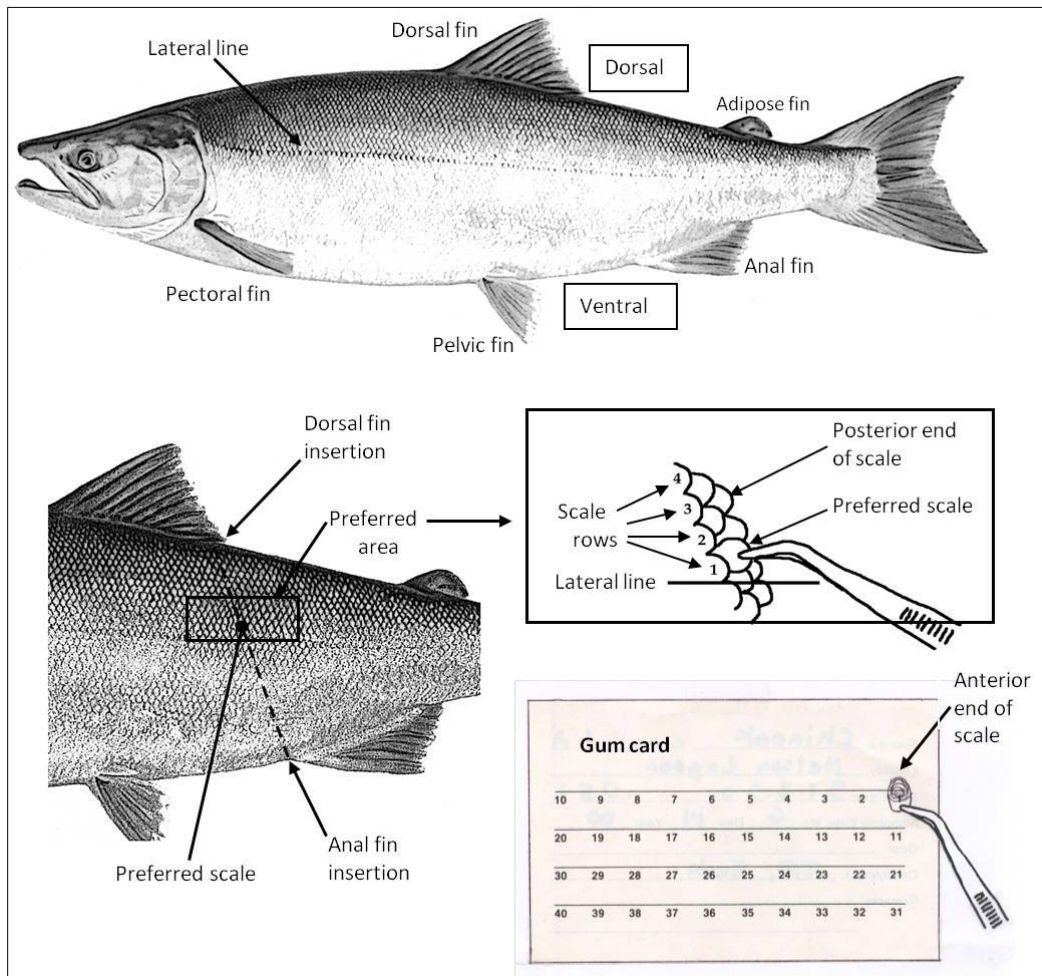 Dorsal fin
Lateral line
Dorsal
Adipose fin
Pectoral fin
Anal fin
Ventral
Pelvic fin
Dorsal fin
insertion
Preferred
area
Preferred scale
Anal fin
insertion
Posterior end
of scale
4
3
2
1
Scale
rows
Preferred scale
Lateral line
Anterior
end of
scale
Gum card
10 9 8 7 6 5 4 3 2 1
20 19 18 17 16 15 14 13 12 11
30 29 28 27 26 25 24 23 22 21
40 39 38 37 36 35 34 33 32 31
Chinook
Nelson Lagoon